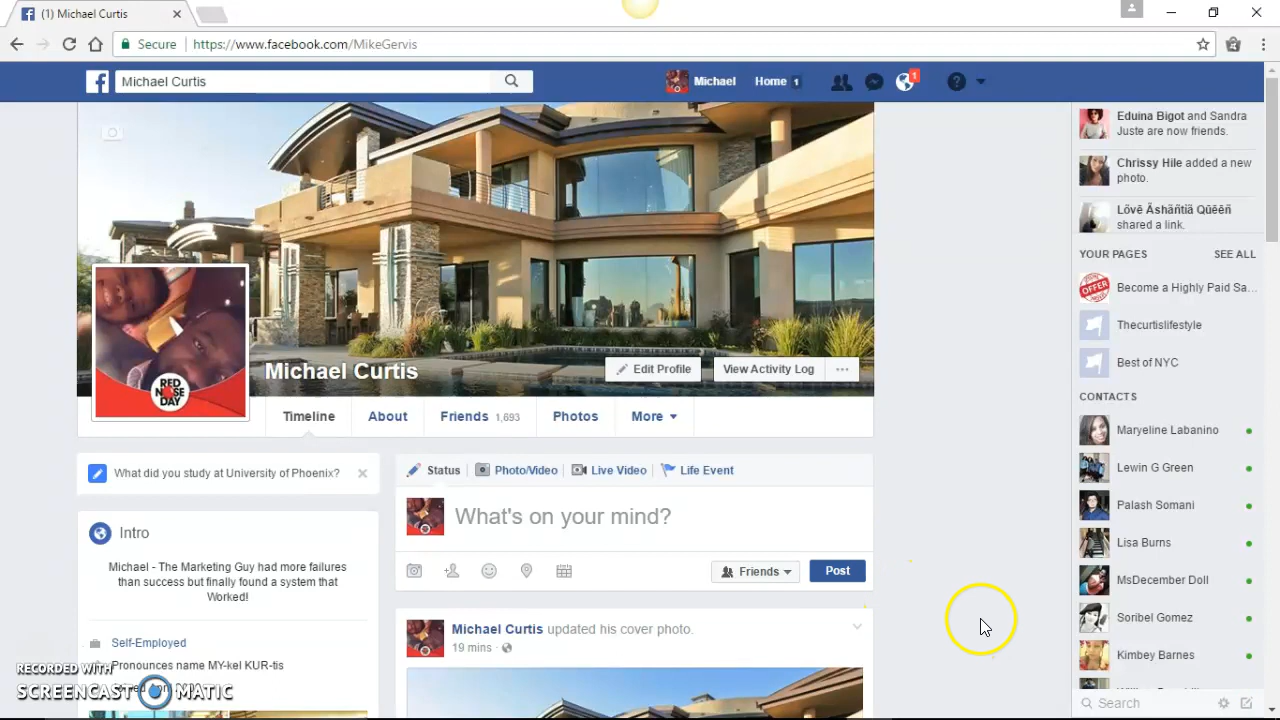 (1) Michael Curtis
Secure
https://www.facebook.com/MikeGervis
Michael Curtis
Michael
Home 1
1
Eduina Bigot and Sandra
Juste are now friends.
Chrissy Hile added a new
photo.
Lövē Āshāñtiā Qūēēñ
shared a link.
YOUR PAGES SEE ALL
Become a Highly Paid Sa...
Thecurtislifestyle
Best of NYC
CONTACTS
Maryeline Labanino
Lewin G Green
Palash Somani
Lisa Burns
MsDecember Doll
Soribel Gomez
Kimbey Barnes
Search
RED
NOSE
DAY
Michael Curtis
Edit Profile
View Activity Log
Timeline About Friends 1,693 Photos More
What did you study at University of Phoenix?
Intro
Michael - The Marketing Guy had more failures
than success but finally found a system that
Worked!
Self-Employed
Pronounces name MY-kel KUR-tis
Status Photo/Video Live Video Life Event
What's on your mind?
Friends
Post
Michael Curtis updated his cover photo.
19 mins
RECORDED WITH
SCREENCAST MATIC